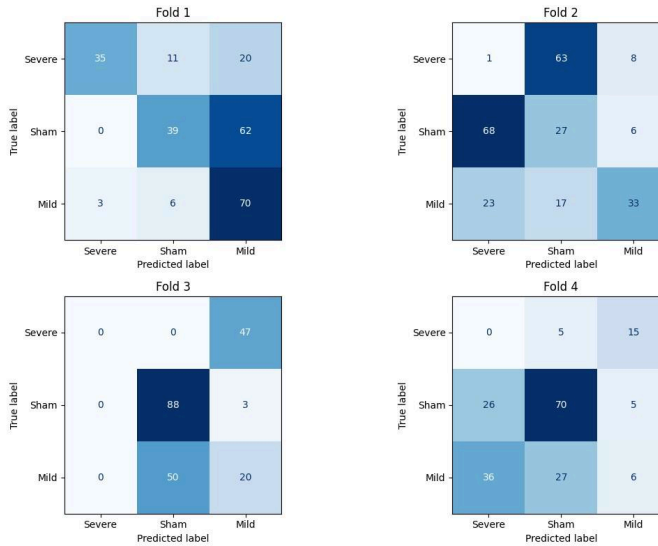 Fold 1
True label
Severe 35 11 20
Sham 0 39 62
Mild 3 6 70
Severe Sham Mild
Predicted label
Fold 2
True label
Severe 1 63 8
Sham 68 27 6
Mild 23 17 33
Severe Sham Mild
Predicted label
Fold 3
True label
Severe 0 0 47
Sham 0 88 3
Mild 0 50 20
Severe Sham Mild
Predicted label
Fold 4
True label
Severe 0 5 15
Sham 26 70 5
Mild 36 27 6
Severe Sham Mild
Predicted label